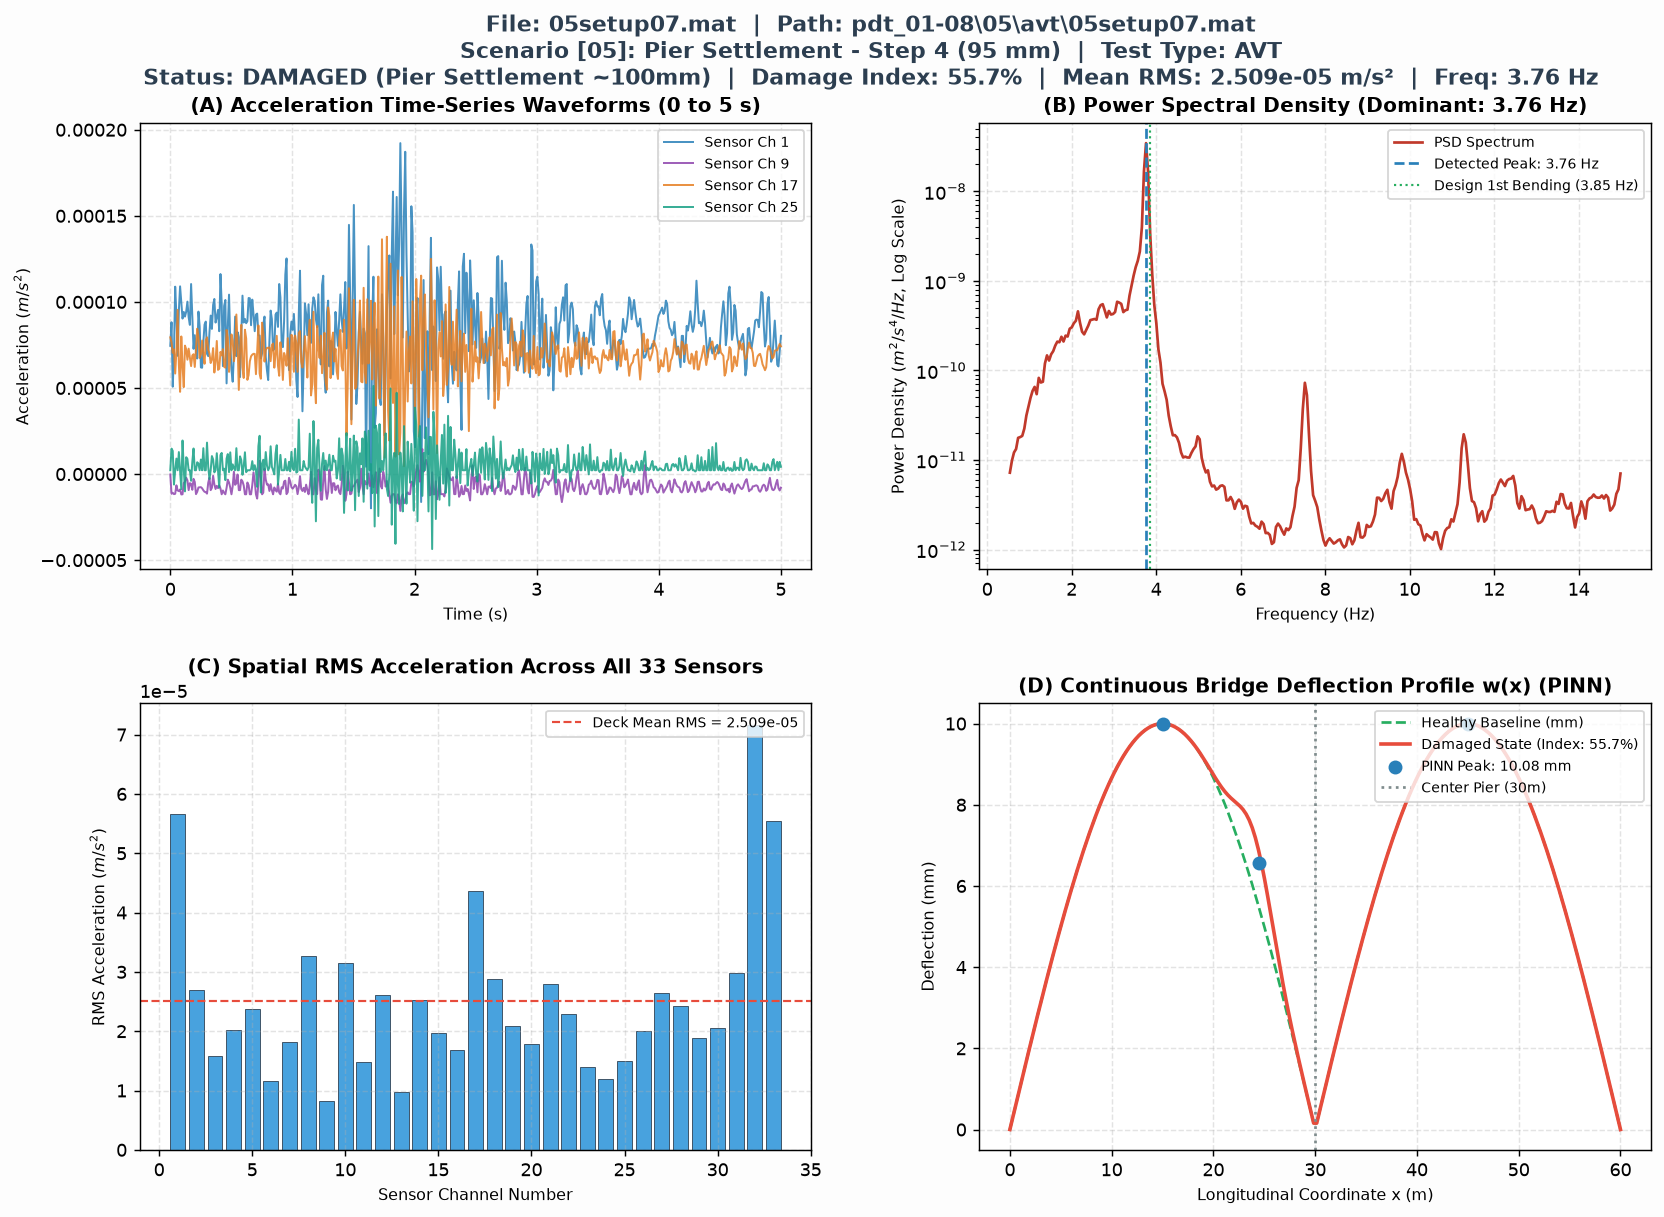 File: 05setup07.mat | Path: pdt_01-08\05\avt\05setup07.mat
Scenario [05]: Pier Settlement - Step 4 (95 mm) | Test Type: AVT
Status: DAMAGED (Pier Settlement ~100mm) | Damage Index: 55.7% | Mean RMS: 2.509e-05 m/s² | Freq: 3.76 Hz
(A) Acceleration Time-Series Waveforms (0 to 5 s)
Sensor Ch 1
Sensor Ch 9
Sensor Ch 17
Sensor Ch 25
0.00020
0.00015
0.00010
0.00005
0.00000
−0.00005
Acceleration (m/s²)
0 1 2 3 4 5
Time (s)
(B) Power Spectral Density (Dominant: 3.76 Hz)
PSD Spectrum
Detected Peak: 3.76 Hz
Design 1st Bending (3.85 Hz)
10⁻⁸
10⁻⁹
10⁻¹⁰
10⁻¹¹
10⁻¹²
Power Density (m²/s⁴/Hz, Log Scale)
0 2 4 6 8 10 12 14
Frequency (Hz)
(C) Spatial RMS Acceleration Across All 33 Sensors
1e−5
Deck Mean RMS = 2.509e-05
7
6
5
4
3
2
1
0
RMS Acceleration (m/s²)
0 5 10 15 20 25 30 35
Sensor Channel Number
(D) Continuous Bridge Deflection Profile w(x) (PINN)
Healthy Baseline (mm)
Damaged State (Index: 55.7%)
PINN Peak: 10.08 mm
Center Pier (30m)
10
8
6
4
2
0
Deflection (mm)
0 10 20 30 40 50 60
Longitudinal Coordinate x (m)